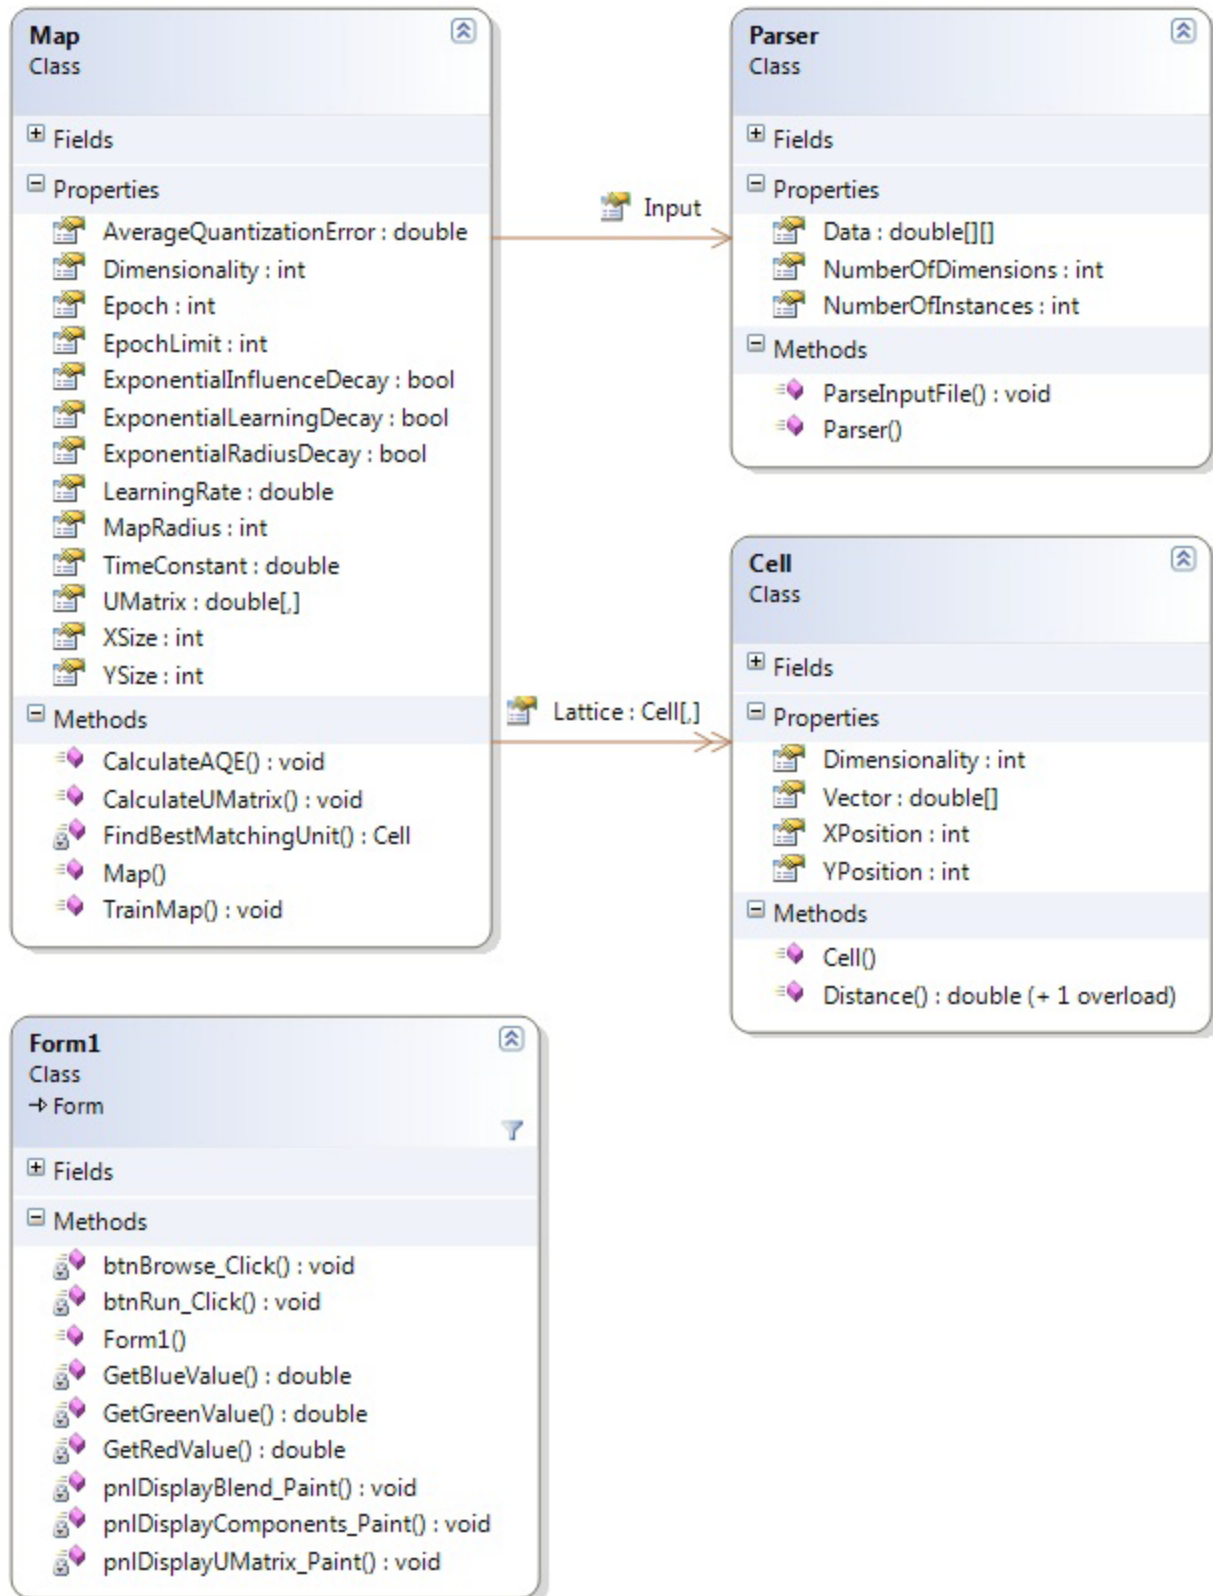 Map
Class
Fields
Properties
AverageQuantizationError : double
Dimensionality : int
Epoch : int
EpochLimit : int
ExponentialInfluenceDecay : bool
ExponentialLearningDecay : bool
ExponentialRadiusDecay : bool
LearningRate : double
MapRadius : int
TimeConstant : double
UMatrix : double[,]
XSize : int
YSize : int
Methods
CalculateAQE() : void
CalculateUMatrix() : void
FindBestMatchingUnit() : Cell
Map()
TrainMap() : void
Input
Lattice : Cell[,]
Parser
Class
Fields
Properties
Data : double[][]
NumberOfDimensions : int
NumberOfInstances : int
Methods
ParseInputFile() : void
Parser()
Cell
Class
Fields
Properties
Dimensionality : int
Vector : double[]
XPosition : int
YPosition : int
Methods
Cell()
Distance() : double (+ 1 overload)
Form1
Class
Form
Fields
Methods
btnBrowse_Click() : void
btnRun_Click() : void
Form1()
GetBlueValue() : double
GetGreenValue() : double
GetRedValue() : double
pnlDisplayBlend_Paint() : void
pnlDisplayComponents_Paint() : void
pnlDisplayUMatrix_Paint() : void